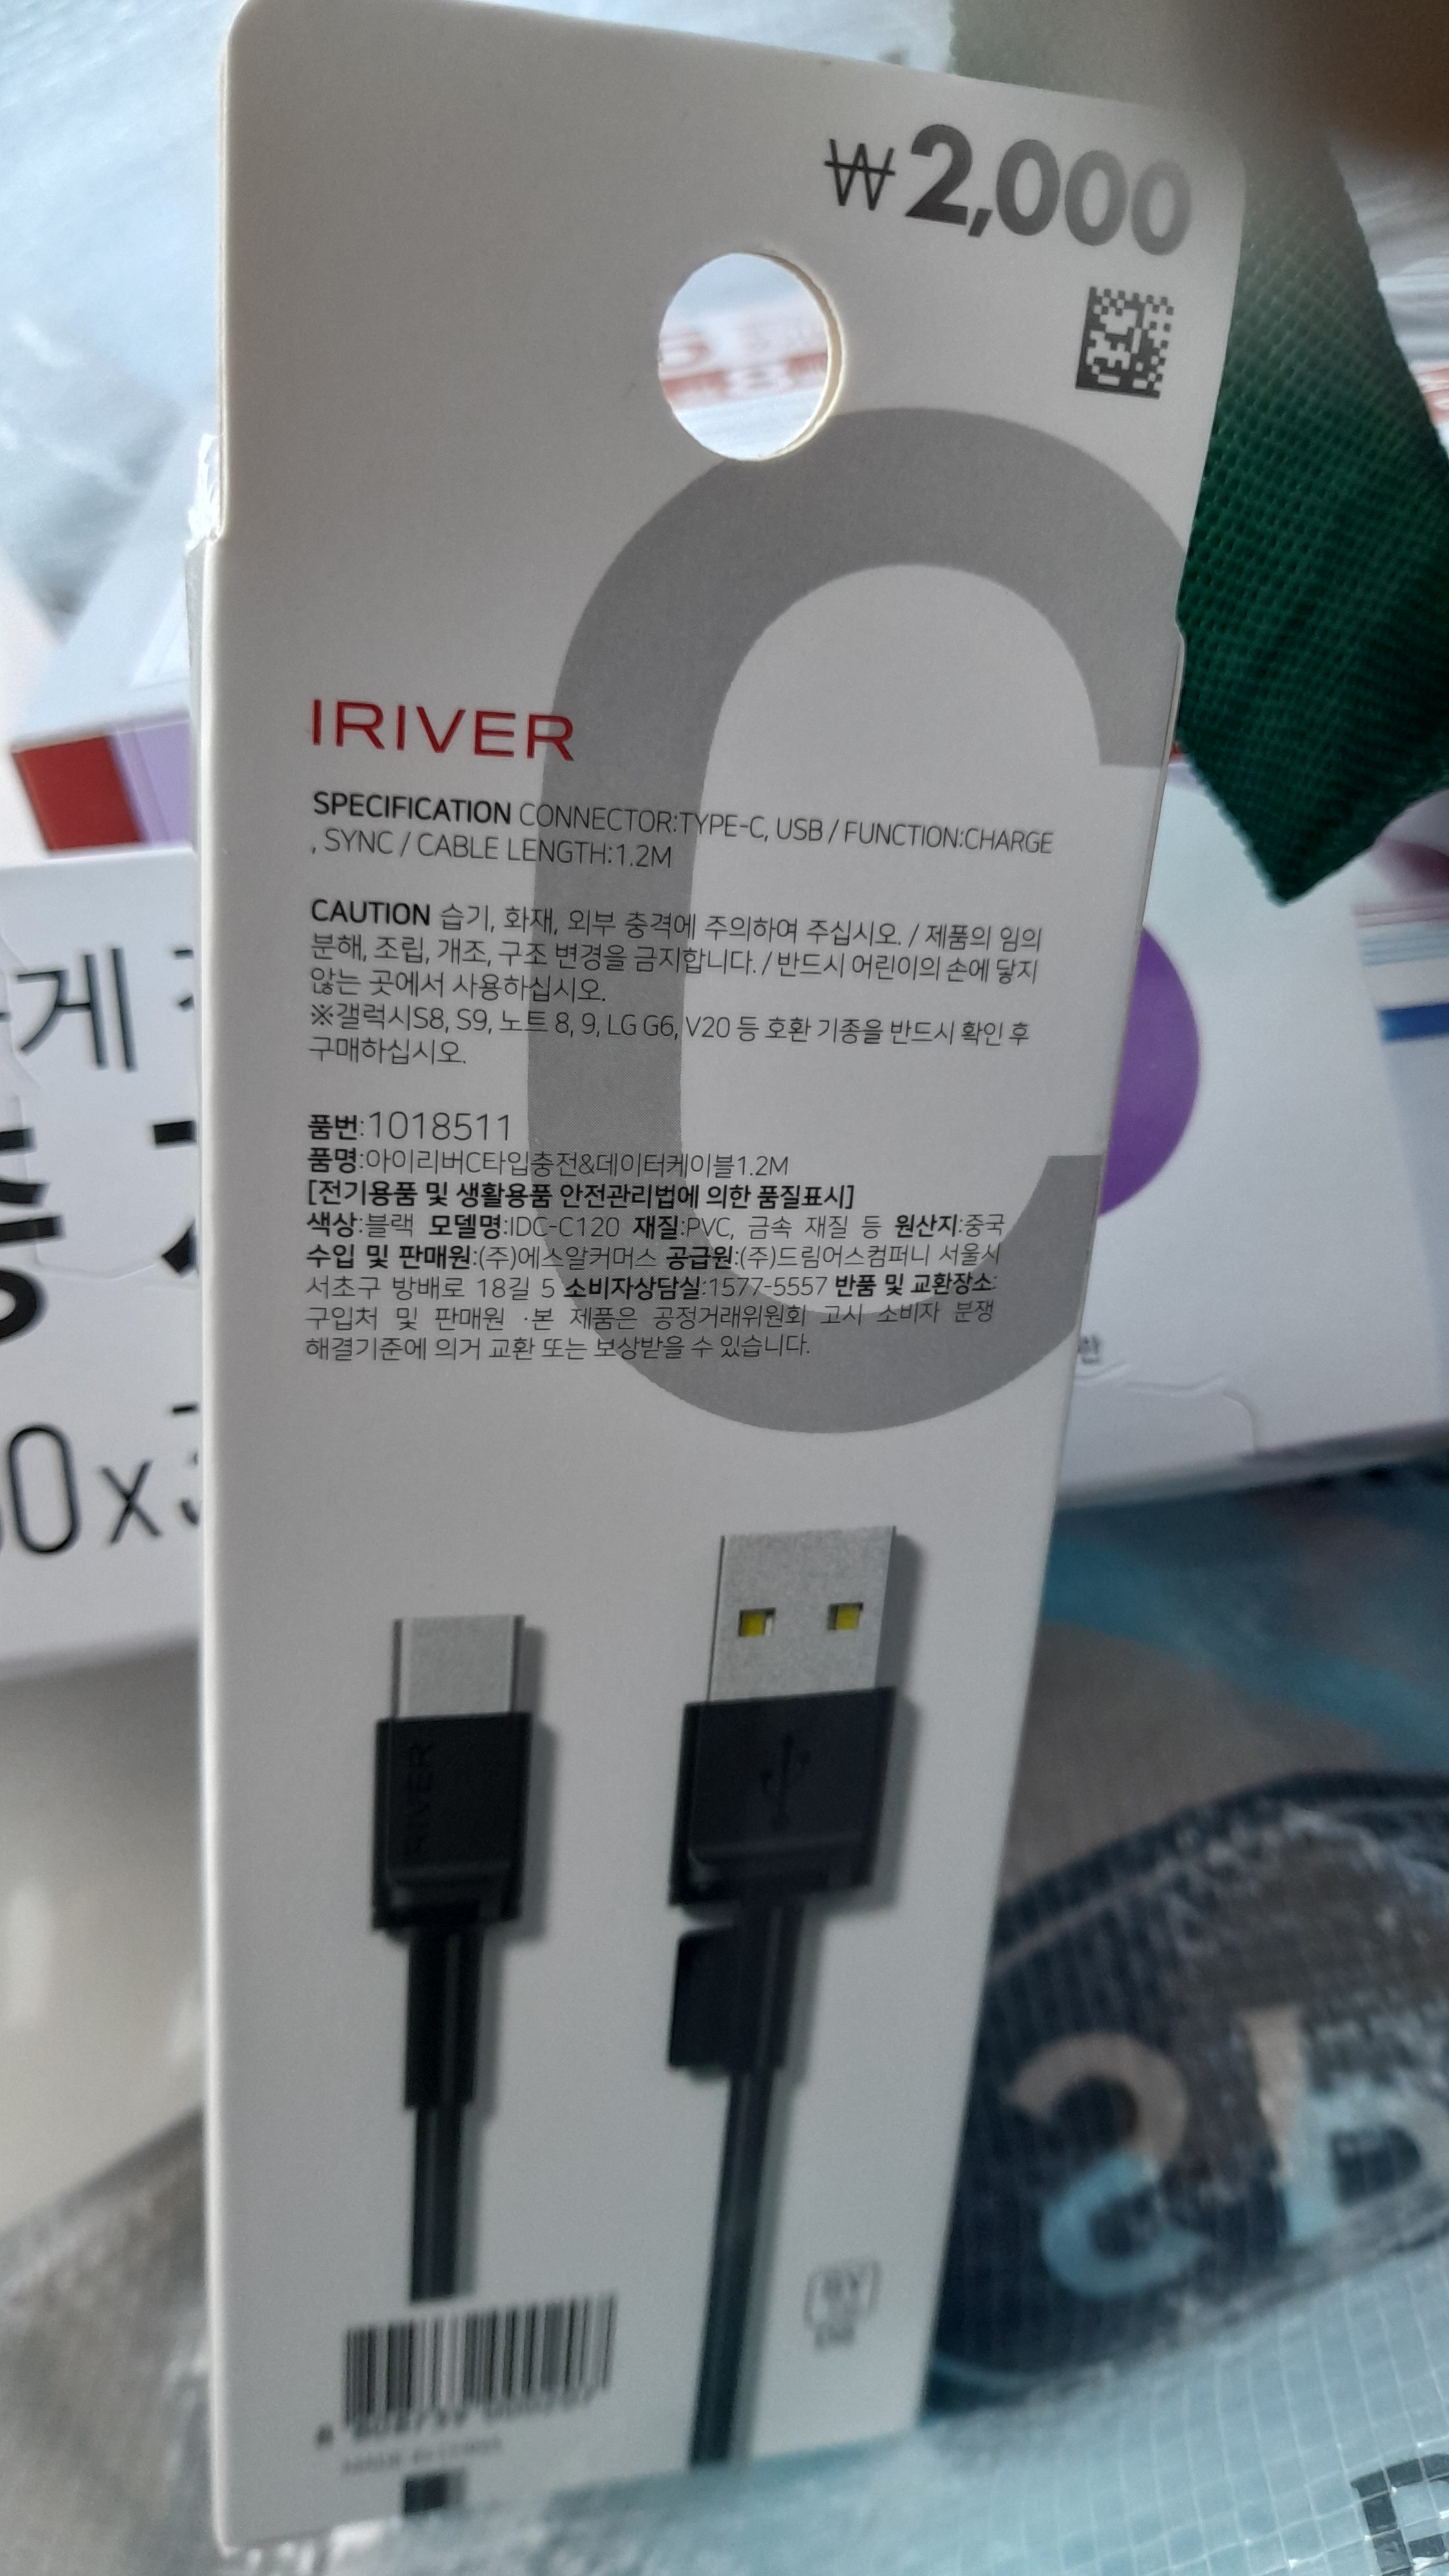 ₩2,000
IRIVER
SPECIFICATION CONNECTOR:TYPE-C, USB / FUNCTION:CHARGE
, SYNC / CABLE LENGTH:1.2M
CAUTION 습기, 화재, 외부 충격에 주의하여 주십시오. / 제품의 임의
분해, 조립, 개조, 구조 변경을 금지합니다. / 반드시 어린이의 손에 닿지
않는 곳에서 사용하십시오.
※갤럭시S8, S9, 노트 8, 9, LG G6, V20 등 호환 기종을 반드시 확인 후
구매하십시오.
품번:1018511
품명:아이리버C타입충전&데이터케이블1.2M
[전기용품 및 생활용품 안전관리법에 의한 품질표시]
색상:블랙 모델명:IDC-C120 재질:PVC, 금속 재질 등 원산지:중국
수입 및 판매원:(주)에스알커머스 공급원:(주)드림어스컴퍼니 서울시
서초구 방배로 18길 5 소비자상담실:1577-5557 반품 및 교환장소:
구입처 및 판매원 ·본 제품은 공정거래위원회 고시 소비자 분쟁
해결기준에 의거 교환 또는 보상받을 수 있습니다.
C
IRIVER
게